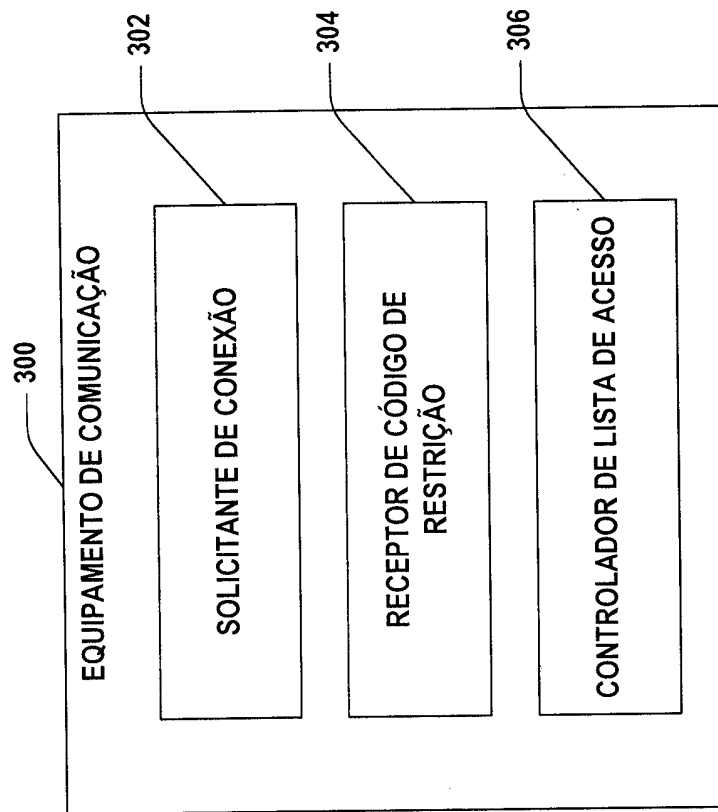 300
EQUIPAMENTO DE COMUNICAÇÃO
302
SOLICITANTE DE CONEXÃO
304
RECEPTOR DE CÓDIGO DE
RESTRIÇÃO
306
CONTROLADOR DE LISTA DE ACESSO